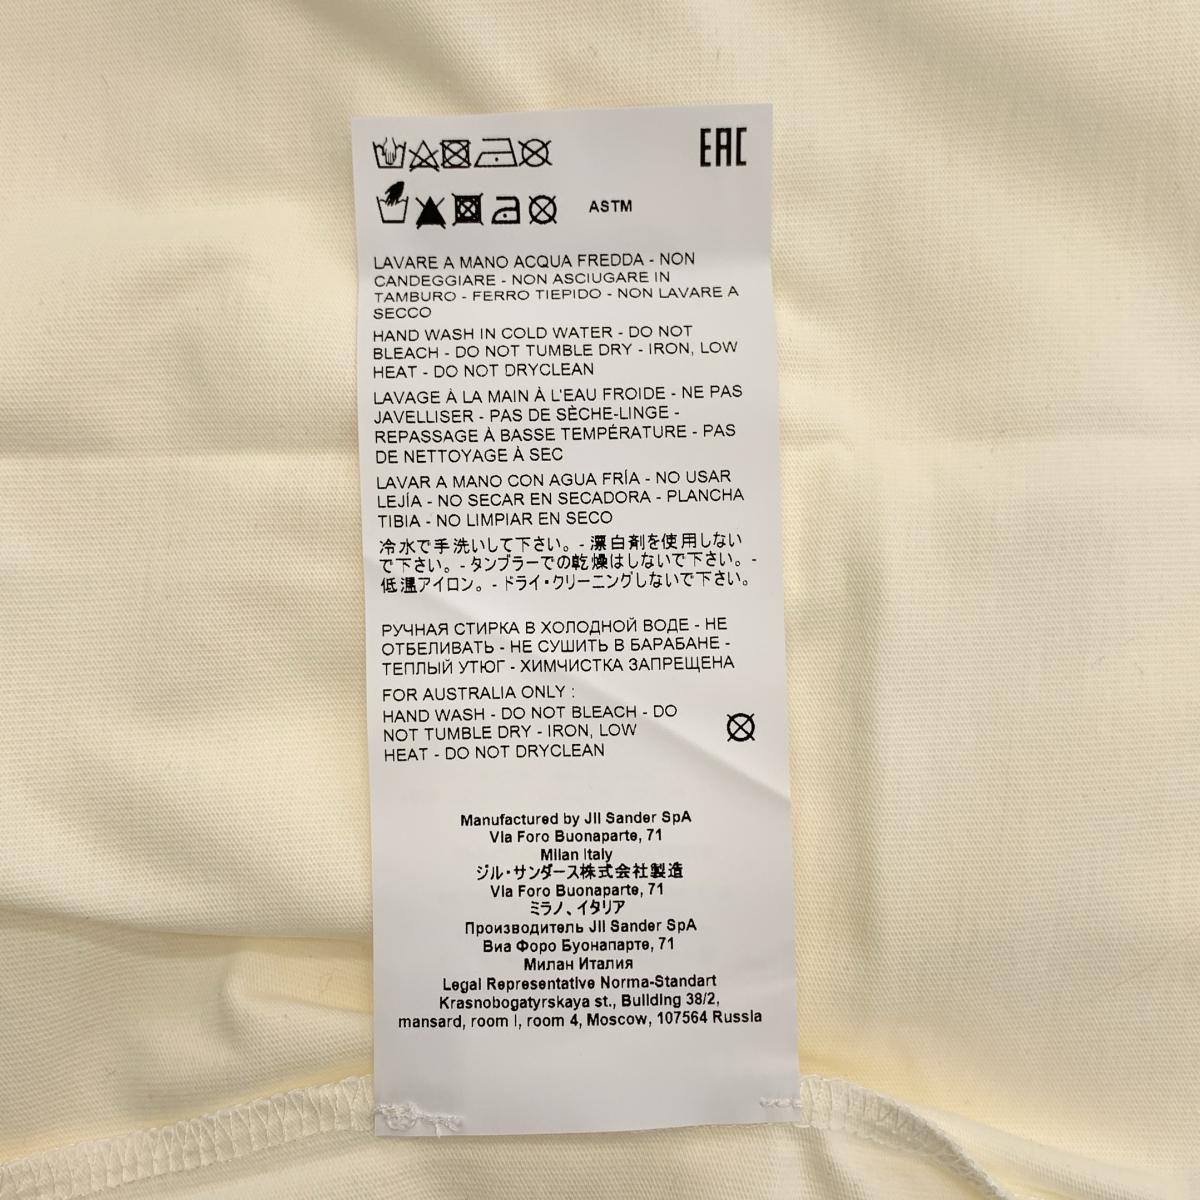 EAC
ASTM
LAVARE A MANO ACQUA FREDDA - NON
CANDEGGIARE - NON ASCIUGARE IN
TAMBURO - FERRO TIEPIDO - NON LAVARE A
SECCO
HAND WASH IN COLD WATER - DO NOT
BLEACH - DO NOT TUMBLE DRY - IRON, LOW
HEAT - DO NOT DRYCLEAN
LAVAGE À LA MAIN À L'EAU FROIDE - NE PAS
JAVELLISER - PAS DE SÈCHE-LINGE -
REPASSAGE À BASSE TEMPÉRATURE - PAS
DE NETTOYAGE À SEC
LAVAR A MANO CON AGUA FRÍA - NO USAR
LEJÍA - NO SECAR EN SECADORA - PLANCHA
TIBIA - NO LIMPIAR EN SECO
冷水で手洗いして下さい。- 漂白剤を使用しない
で下さい。- タンブラーでの乾燥はしないで下さい。-
低温アイロン。- ドライ・クリーニングしないで下さい。
РУЧНАЯ СТИРКА В ХОЛОДНОЙ ВОДЕ - НЕ
ОТБЕЛИВАТЬ - НЕ СУШИТЬ В БАРАБАНЕ -
ТЕПЛЫЙ УТЮГ - ХИМЧИСТКА ЗАПРЕЩЕНА
FOR AUSTRALIA ONLY :
HAND WASH - DO NOT BLEACH - DO
NOT TUMBLE DRY - IRON, LOW
HEAT - DO NOT DRYCLEAN
Manufactured by Jil Sander SpA
Via Foro Buonaparte, 71
Milan Italy
ジル・サンダース株式会社製造
Via Foro Buonaparte, 71
ミラノ、イタリア
Производитель Jil Sander SpA
Виа Форо Буонапарте, 71
Милан Италия
Legal Representative Norma-Standart
Krasnobogatyrskaya st., Building 38/2,
mansard, room I, room 4, Moscow, 107564 Russia